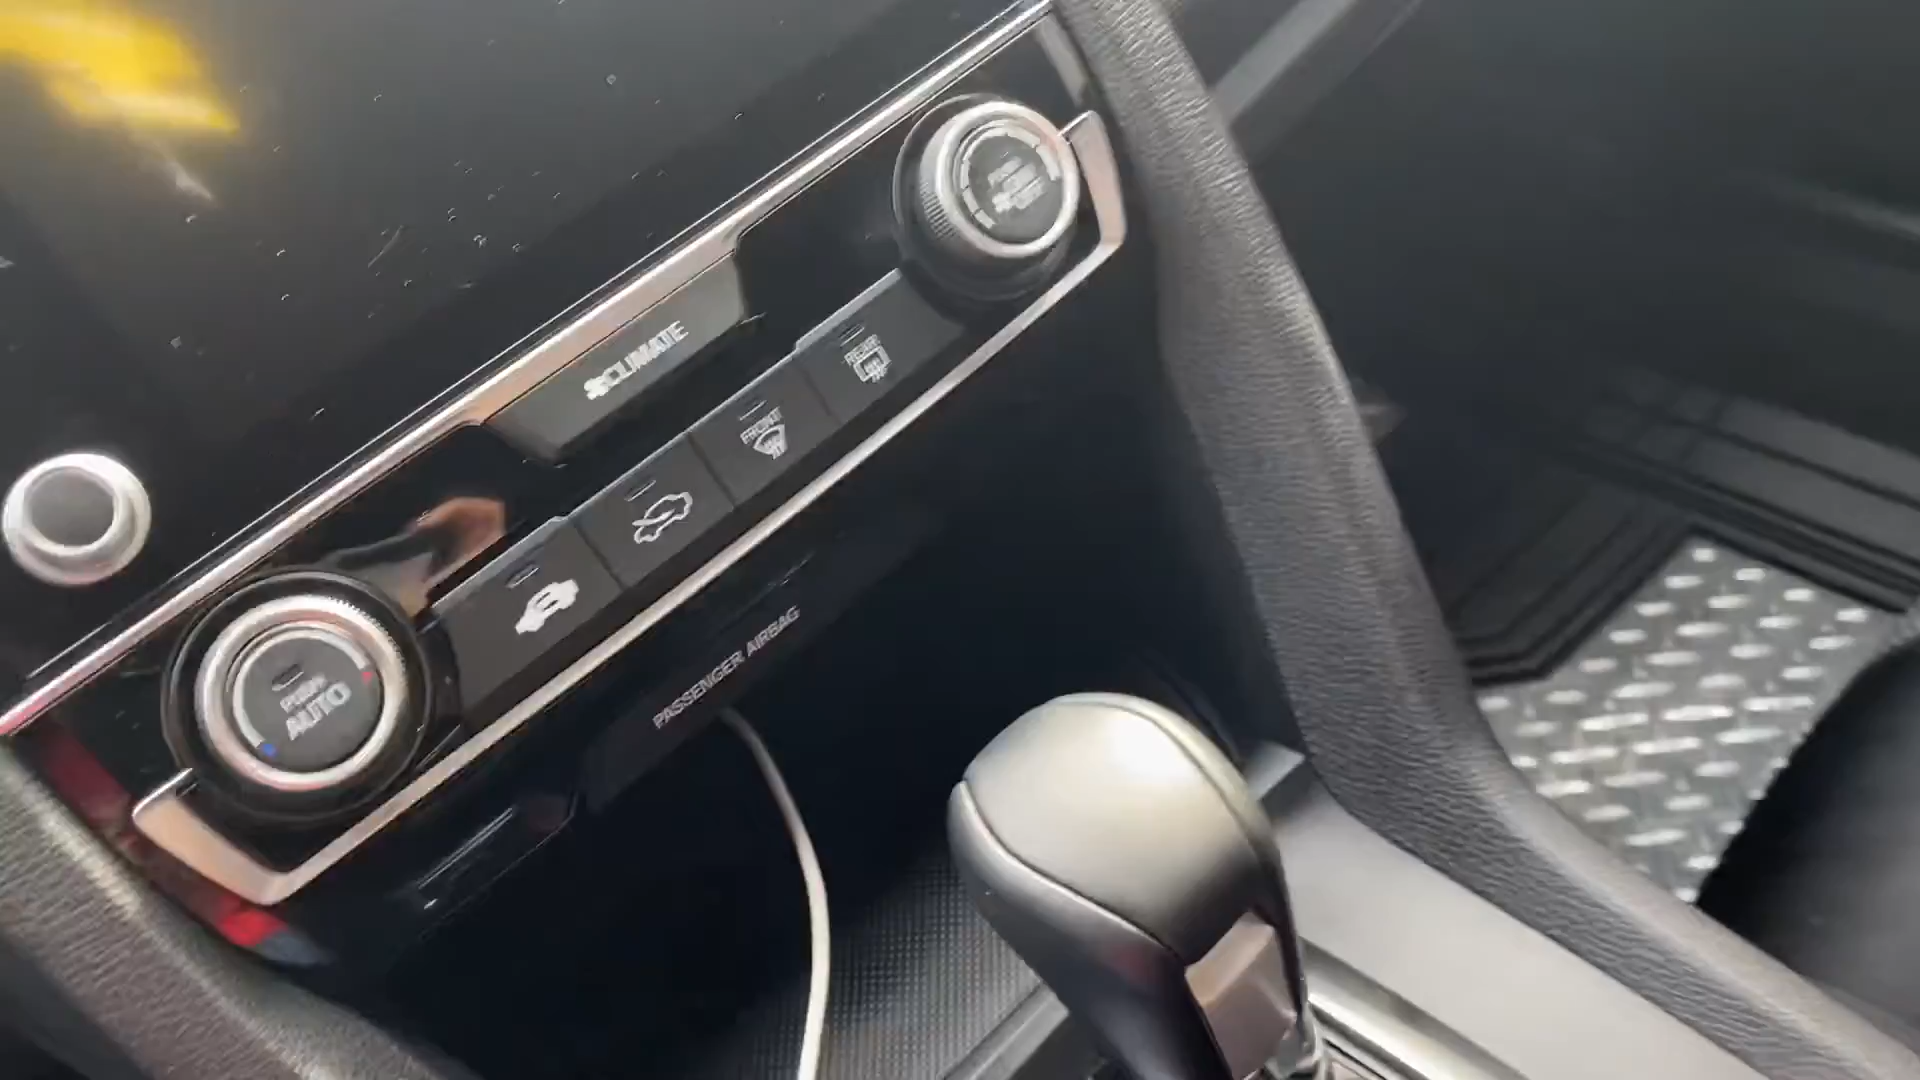 CLIMATE
REAR
FRONT
PUSH
AUTO
PASSENGER AIRBAG